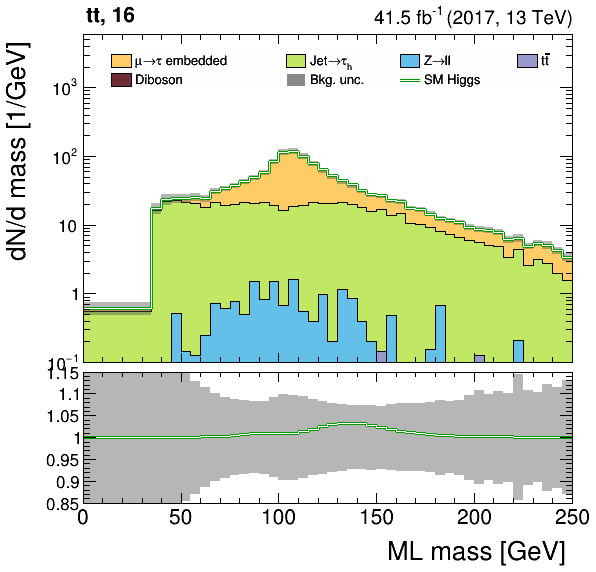 tt, 16
41.5 fb⁻¹ (2017, 13 TeV)
μ→τ embedded Jet→τₕ Z→ll tt̄
Diboson Bkg. unc. SM Higgs
dN/d mass [1/GeV]
10³
10²
10
1
10⁻¹
1.15
1.1
1.05
1
0.95
0.9
0.85
0 50 100 150 200 250
ML mass [GeV]